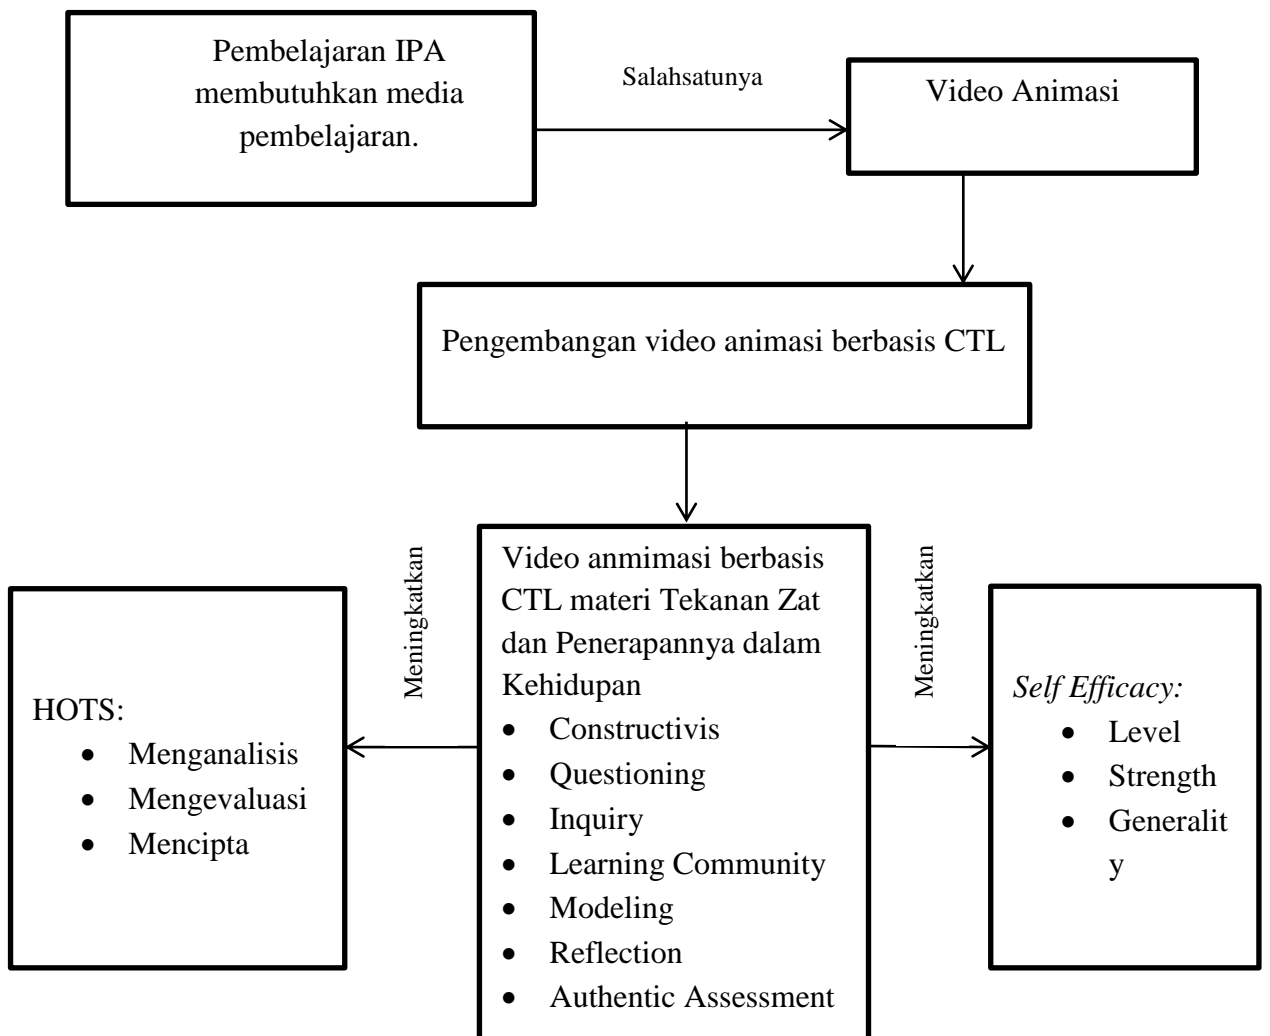 Pembelajaran IPA
membutuhkan media
pembelajaran.
Salahsatunya
Video Animasi
Pengembangan video animasi berbasis CTL
Meningkatkan
Video anmimasi berbasis
CTL materi Tekanan Zat
dan Penerapannya dalam
Kehidupan
• Constructivis
• Questioning
• Inquiry
• Learning Community
• Modeling
• Reflection
• Authentic Assessment
Meningkatkan
HOTS:
• Menganalisis
• Mengevaluasi
• Mencipta
Self Efficacy:
• Level
• Strength
• Generalit
y